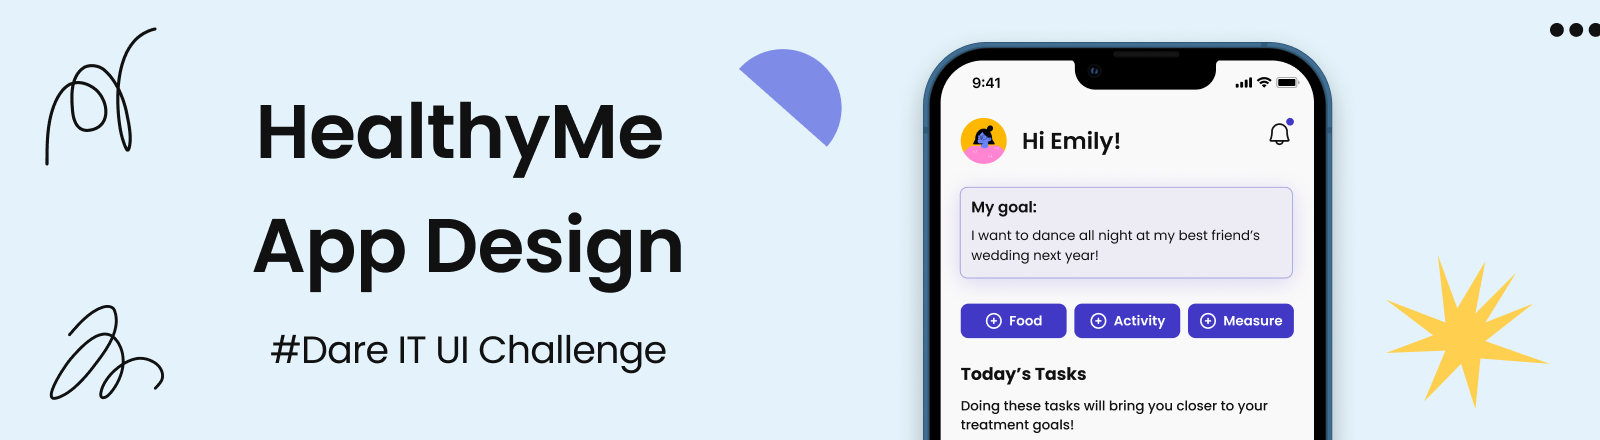 HealthyMe
App Design
#Dare IT UI Challenge
9:41
Hi Emily!
My goal:
I want to dance all night at my best friend’s
wedding next year!
Food
Activity
Measure
Today’s Tasks
Doing these tasks will bring you closer to your
treatment goals!